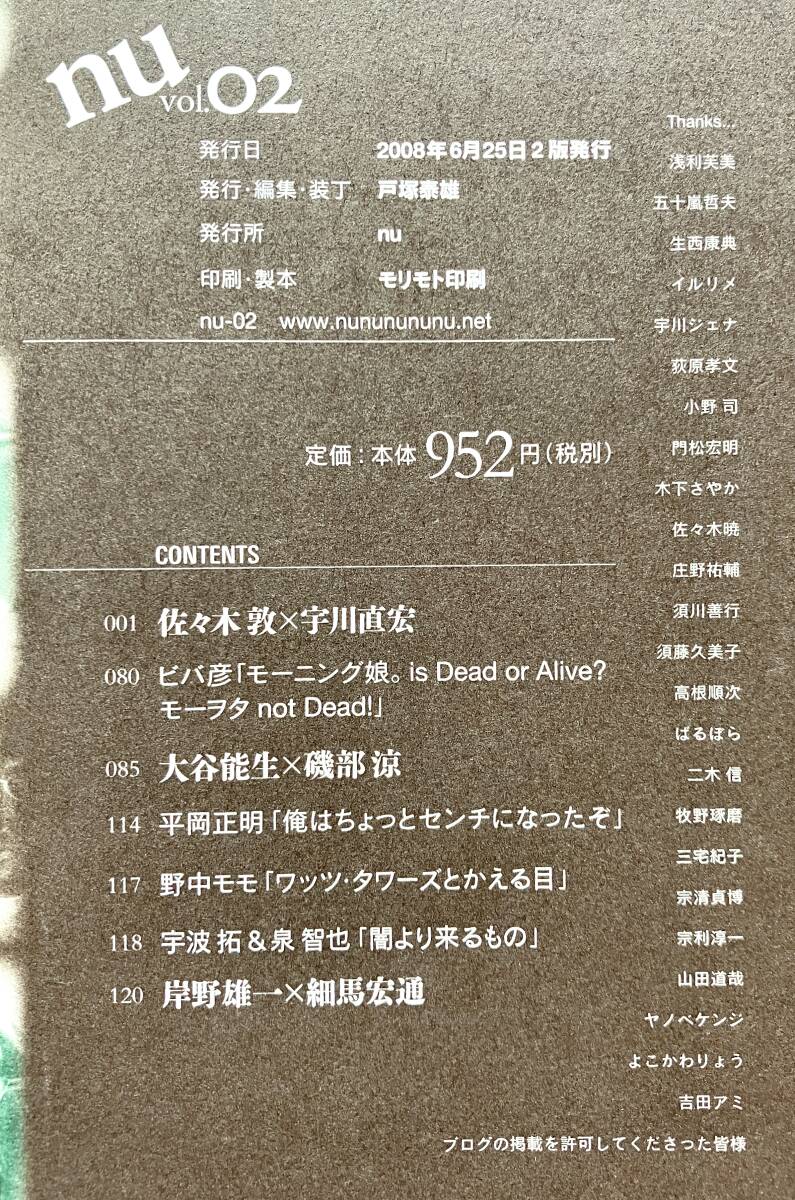 nu vol.02
発行日 2008年6月25日2版発行
発行・編集・装丁 戸塚泰雄
発行所 nu
印刷・製本 モリモト印刷
nu-02 www.nununununu.net
定価：本体952円（税別）
CONTENTS
001 佐々木 敦×宇川直宏
080 ビバ彦「モーニング娘。is Dead or Alive?
モーヲタ not Dead!」
085 大谷能生×磯部 涼
114 平岡正明「俺はちょっとセンチになったぞ」
117 野中モモ「ワッツ・タワーズとかえる目」
118 宇波 拓＆泉 智也「闇より来るもの」
120 岸野雄一×細馬宏通
Thanks...
浅利芙美
五十嵐哲夫
生西康典
イルリメ
宇川ジェナ
荻原孝文
小野 司
門松宏明
木下さやか
佐々木暁
庄野祐輔
須川善行
須藤久美子
高根順次
ばるぼら
二木 信
牧野琢磨
三宅紀子
宗清貞博
宗利淳一
山田道哉
ヤノベケンジ
よこかわりょう
吉田アミ
ブログの掲載を許可してくださった皆様